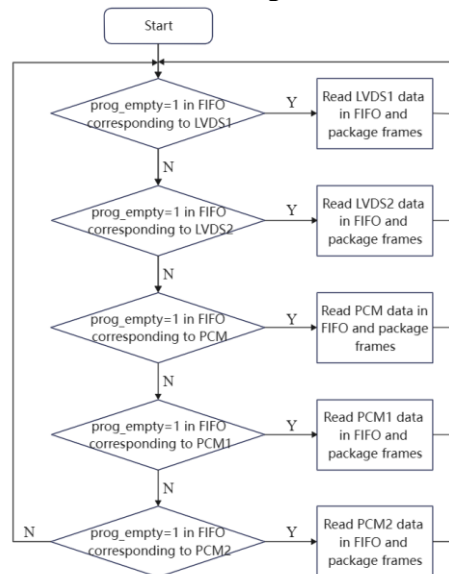 Start
prog_empty=1 in FIFO
corresponding to LVDS1
Y
Read LVDS1 data
in FIFO and
package frames
N
prog_empty=1 in FIFO
corresponding to LVDS2
Y
Read LVDS2 data
in FIFO and
package frames
N
prog_empty=1 in FIFO
corresponding to PCM
Y
Read PCM data in
FIFO and package
frames
N
prog_empty=1 in FIFO
corresponding to PCM1
Y
Read PCM1 data
in FIFO and
package frames
N
N
prog_empty=1 in FIFO
corresponding to PCM2
Y
Read PCM2 data
in FIFO and
package frames